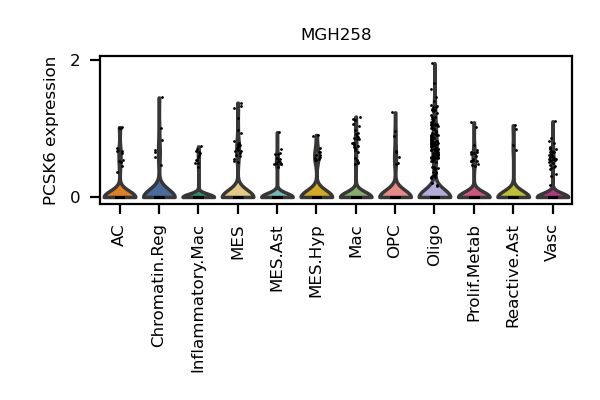 MGH258
PCSK6 expression
2
0
AC
Chromatin.Reg
Inflammatory.Mac
MES
MES.Ast
MES.Hyp
Mac
OPC
Oligo
Prolif.Metab
Reactive.Ast
Vasc